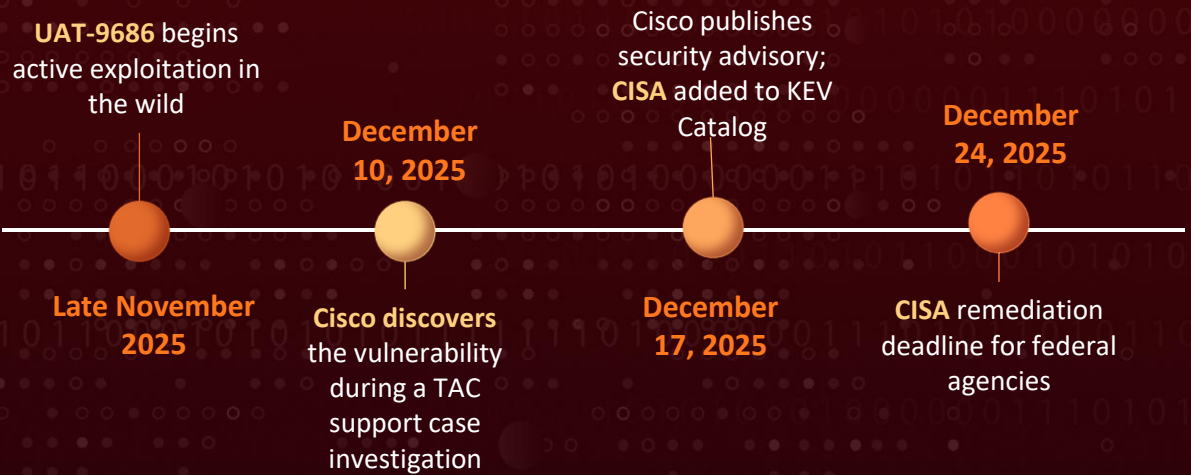 UAT-9686 begins
active exploitation in
the wild
Late November
2025
December
10, 2025
Cisco discovers
the vulnerability
during a TAC
support case
investigation
Cisco publishes
security advisory;
CISA added to KEV
Catalog
December
17, 2025
December
24, 2025
CISA remediation
deadline for federal
agencies